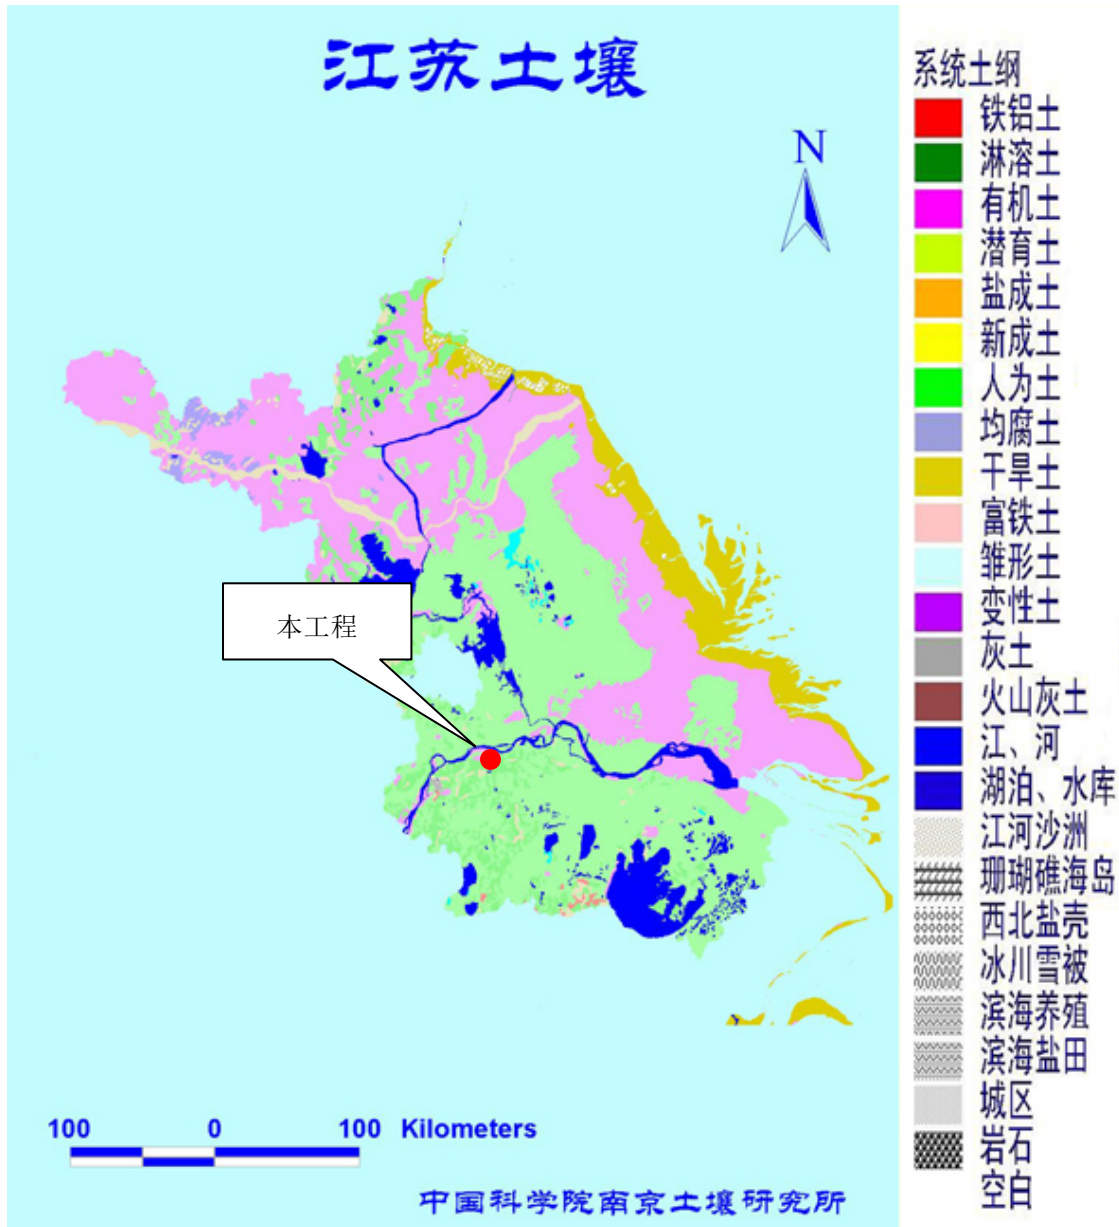 江苏土壤
N
本工程
100 0 100 Kilometers
中国科学院南京土壤研究所
系统土纲
铁铝土
淋溶土
有机土
潜育土
盐成土
新成土
人为土
均腐土
干旱土
富铁土
雏形土
变性土
灰土
火山灰土
江、河
湖泊、水库
江河沙洲
珊瑚礁海岛
西北盐壳
冰川雪被
滨海养殖
滨海盐田
城区
岩石
空白